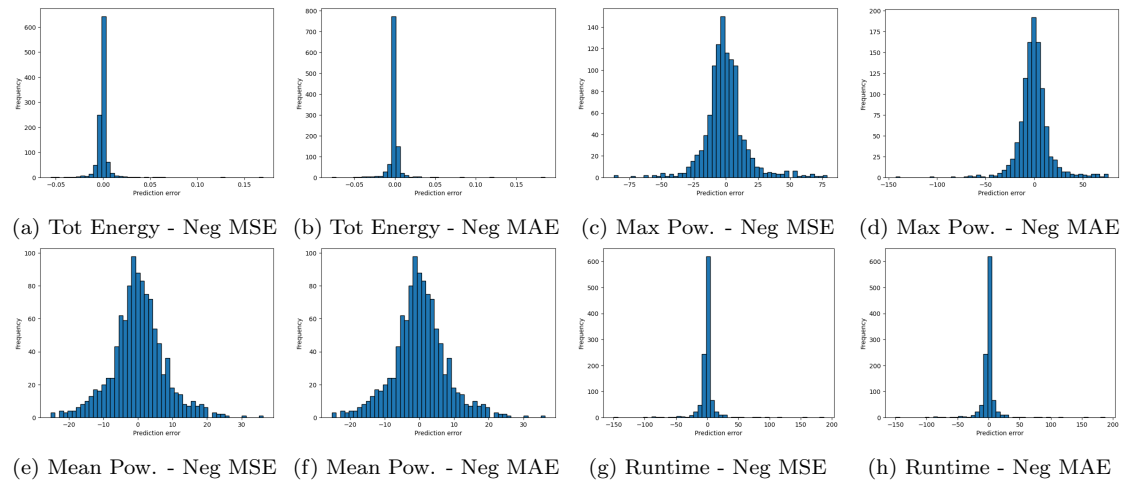 600
500
400
300
200
100
0
Frequency
−0.05 0.00 0.05 0.10 0.15
Prediction error
800
700
600
500
400
300
200
100
0
Frequency
−0.05 0.00 0.05 0.10 0.15
Prediction error
140
120
100
80
60
40
20
0
Frequency
−75 −50 −25 0 25 50 75
Prediction error
200
175
150
125
100
75
50
25
0
Frequency
−150 −100 −50 0 50
Prediction error
(a) Tot Energy - Neg MSE (b) Tot Energy - Neg MAE (c) Max Pow. - Neg MSE (d) Max Pow. - Neg MAE
100
80
60
40
20
0
Frequency
−20 −10 0 10 20 30
Prediction error
100
80
60
40
20
0
Frequency
−20 −10 0 10 20 30
Prediction error
600
500
400
300
200
100
0
Frequency
−150 −100 −50 0 50 100 150 200
Prediction error
600
500
400
300
200
100
0
Frequency
−150 −100 −50 0 50 100 150 200
Prediction error
(e) Mean Pow. - Neg MSE (f) Mean Pow. - Neg MAE (g) Runtime - Neg MSE (h) Runtime - Neg MAE